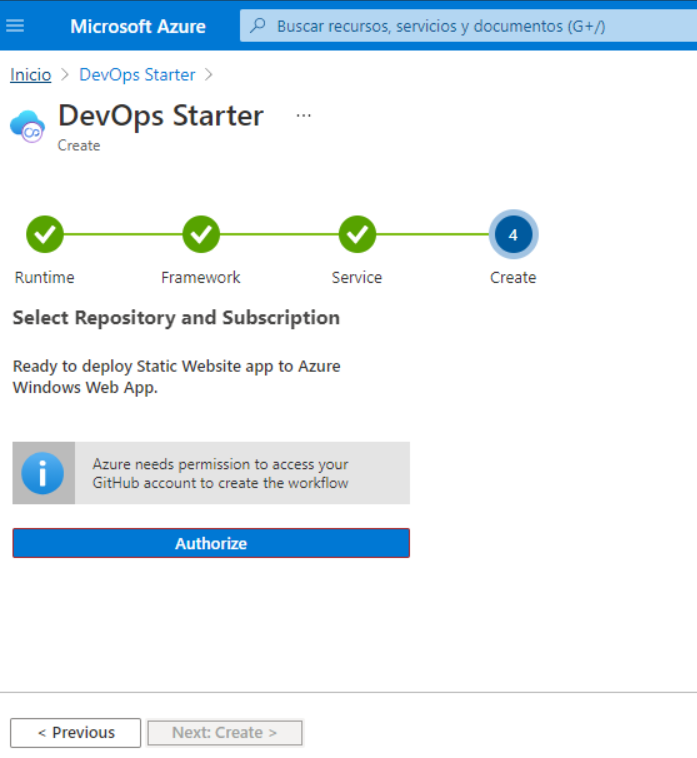 Microsoft Azure
Buscar recursos, servicios y documentos (G+/)
Inicio > DevOps Starter >
DevOps Starter ...
Create
4
Runtime Framework Service Create
Select Repository and Subscription
Ready to deploy Static Website app to Azure
Windows Web App.
Azure needs permission to access your
GitHub account to create the workflow
Authorize
< Previous
Next: Create >